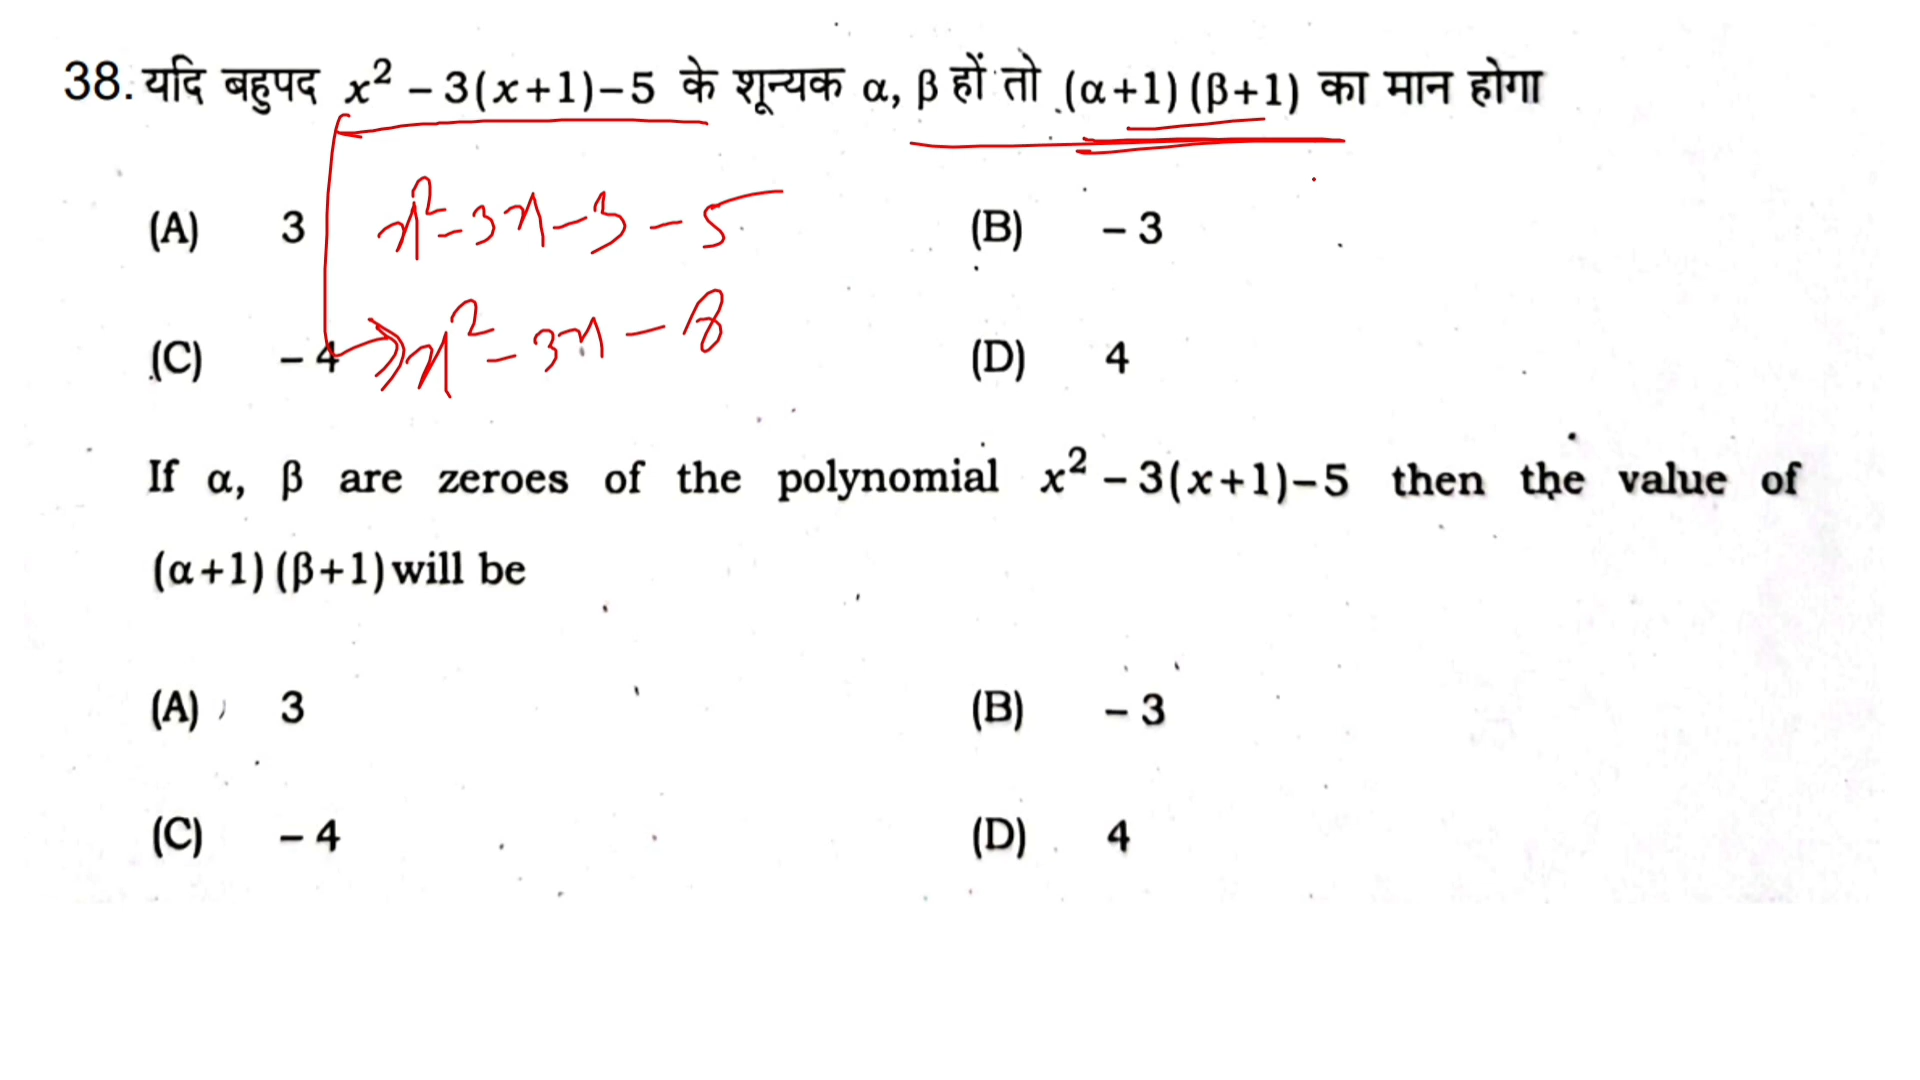 38. यदि बहुपद x² – 3(x+1)–5 के शून्यक α, β हों तो (α+1) (β+1) का मान होगा
(A) 3 (B) – 3
x² – 3x – 3 – 5
(C) – 4 (D) 4
x² – 3x – 8
If α, β are zeroes of the polynomial x² – 3(x+1)–5 then the value of
(α+1) (β+1) will be
(A) 3 (B) – 3
(C) – 4 (D) 4